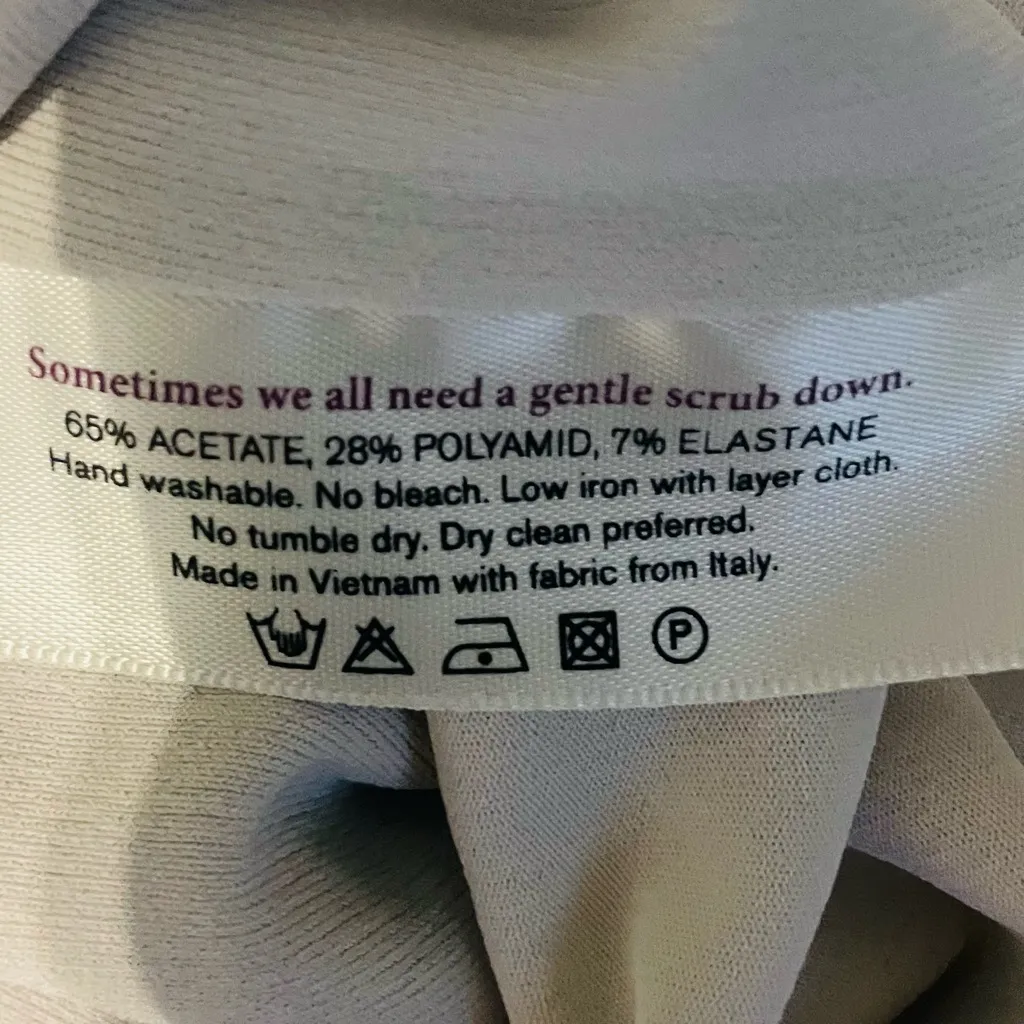 Sometimes we all need a gentle scrub down.
65% ACETATE, 28% POLYAMID, 7% ELASTANE
Hand washable. No bleach. Low iron with layer cloth.
No tumble dry. Dry clean preferred.
Made in Vietnam with fabric from Italy.
P